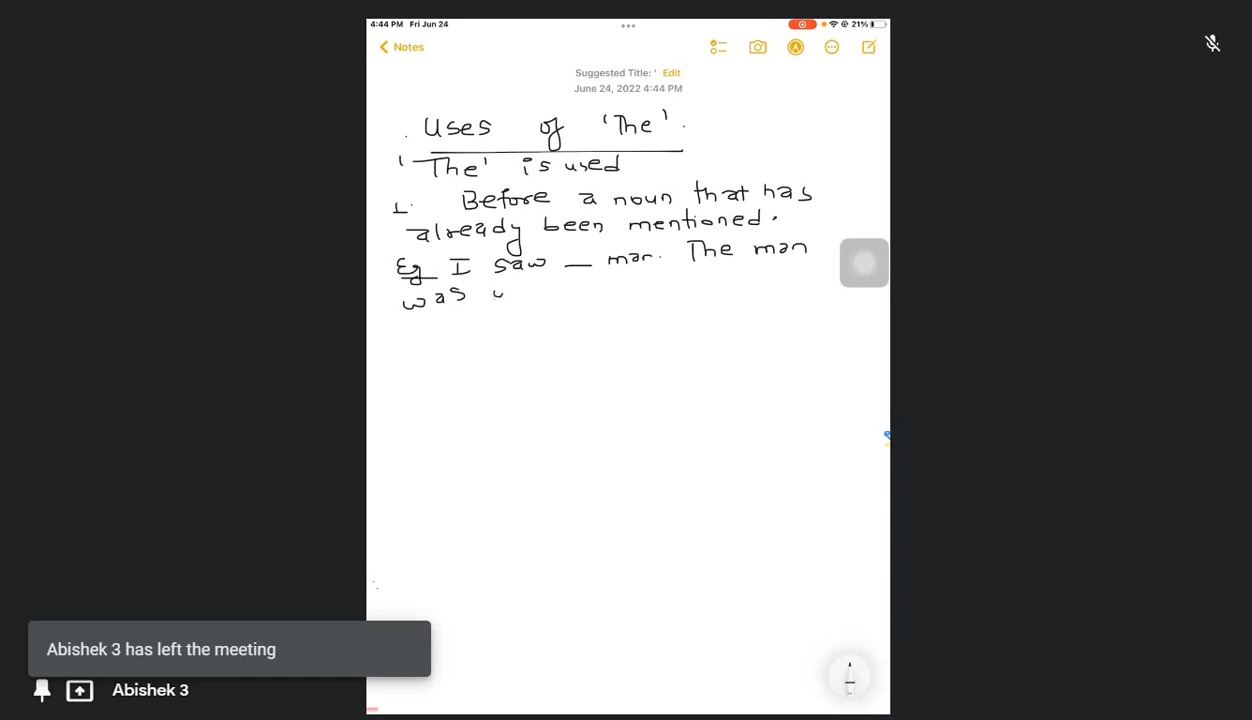 4:44 PM Fri Jun 24
21%
Notes
Suggested Title: ' Edit
June 24, 2022 4:44 PM
Uses of 'The'.
'The' is used
I. Before a noun that has
already been mentioned.
Eg I saw — man. The man
was
Abishek 3 has left the meeting
Abishek 3